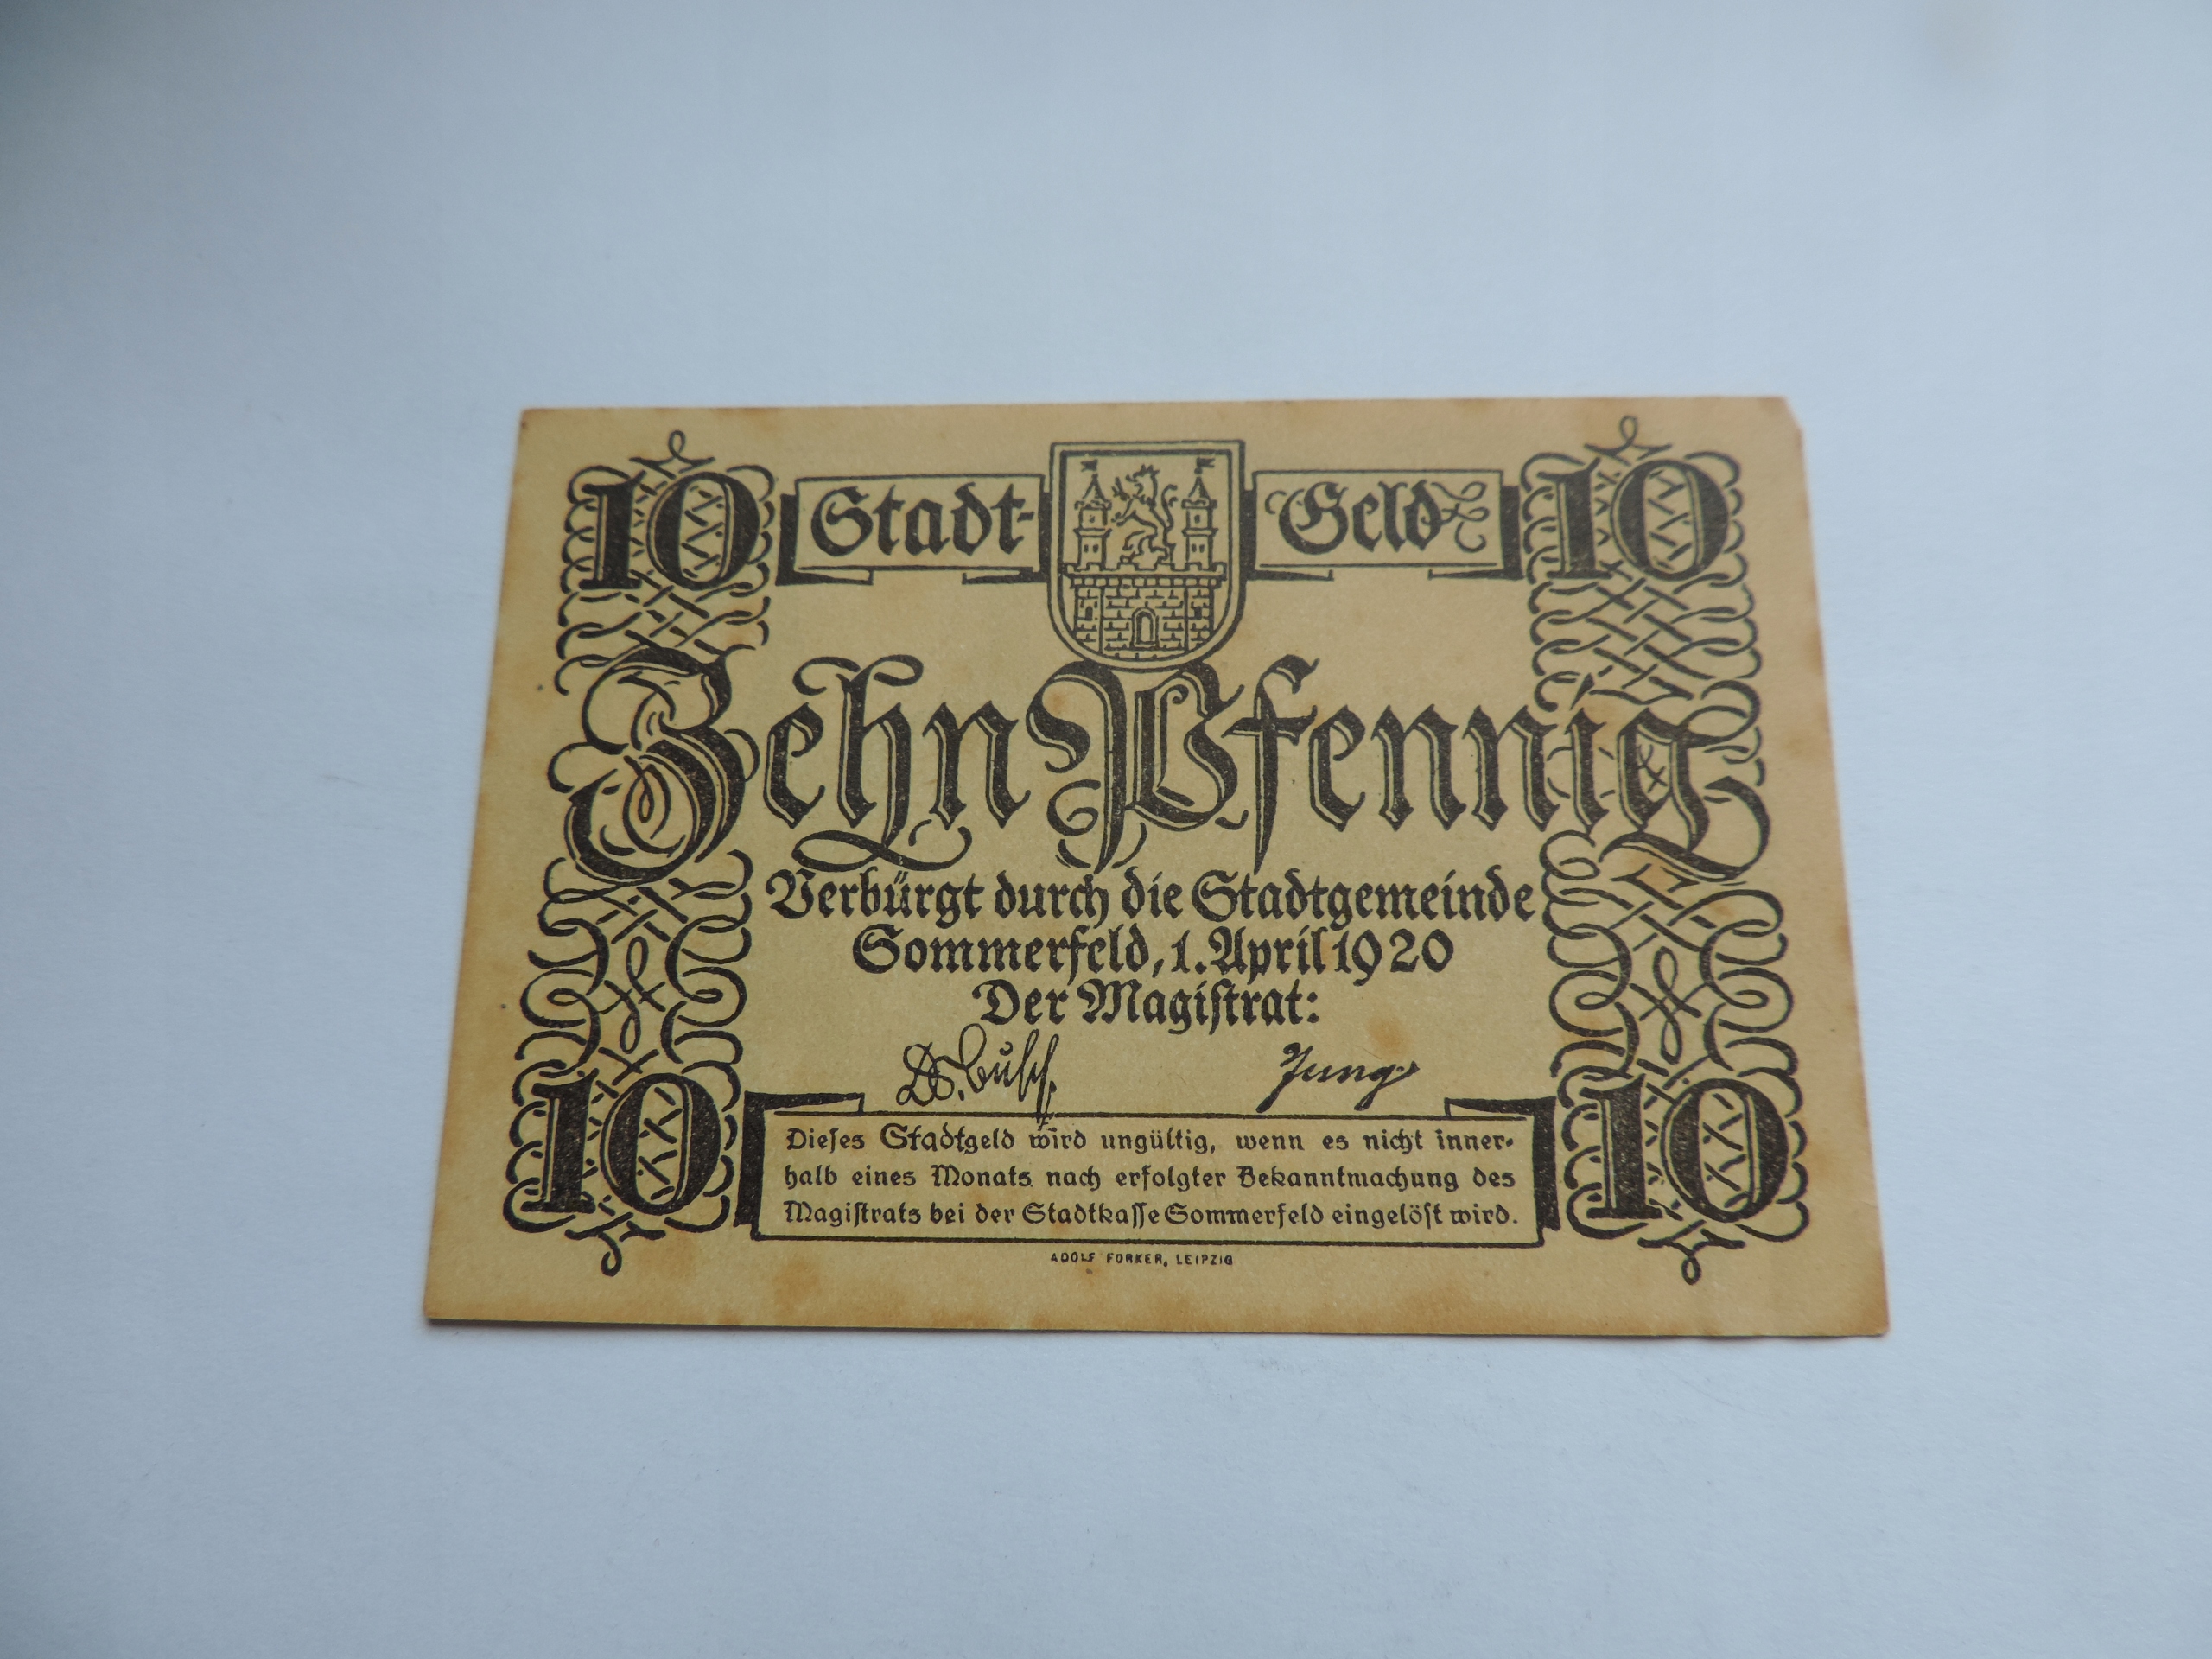 10 Stadt- Geld 10
Zehn Pfennig
Verbürgt durch die Stadtgemeinde
Sommerfeld, 1. April 1920
Der Magiſtrat:
Jung
10 10
Dieſes Stadtgeld wird ungültig, wenn es nicht inner-
halb eines Monats nach erfolgter Bekanntmachung des
Magiſtrats bei der Stadtkaſſe Sommerfeld eingelöſt wird.
ADOLF FORKER, LEIPZIG